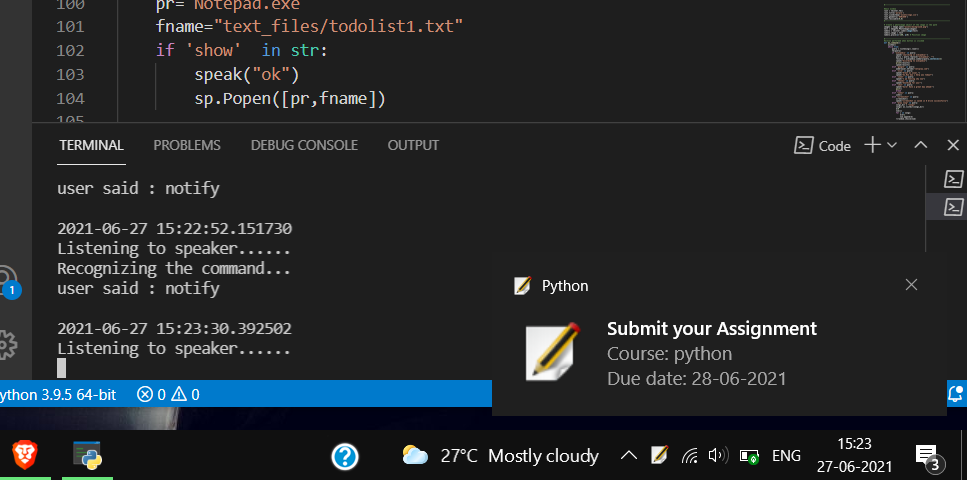 100 pr="Notepad.exe
101 fname="text_files/todolist1.txt"
102 if 'show'  in str:
103 speak("ok")
104 sp.Popen([pr,fname])
105
TERMINAL PROBLEMS DEBUG CONSOLE OUTPUT Code
user said : notify
2021-06-27 15:22:52.151730
Listening to speaker......
Recognizing the command...
user said : notify
2021-06-27 15:23:30.392502
Listening to speaker......
1
Python
Submit your Assignment
Course: python
Due date: 28-06-2021
ython 3.9.5 64-bit 0 0
27°C Mostly cloudy ENG
15:23
27-06-2021
3